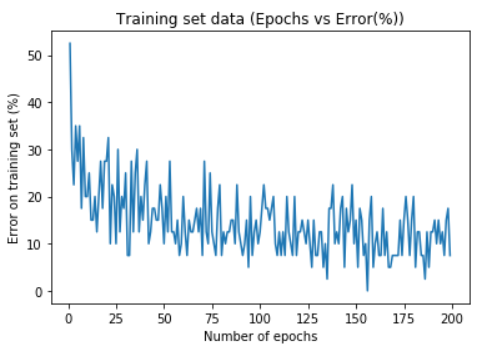 Training set data (Epochs vs Error(%))
Error on training set (%)
50
40
30
20
10
0
0 25 50 75 100 125 150 175 200
Number of epochs